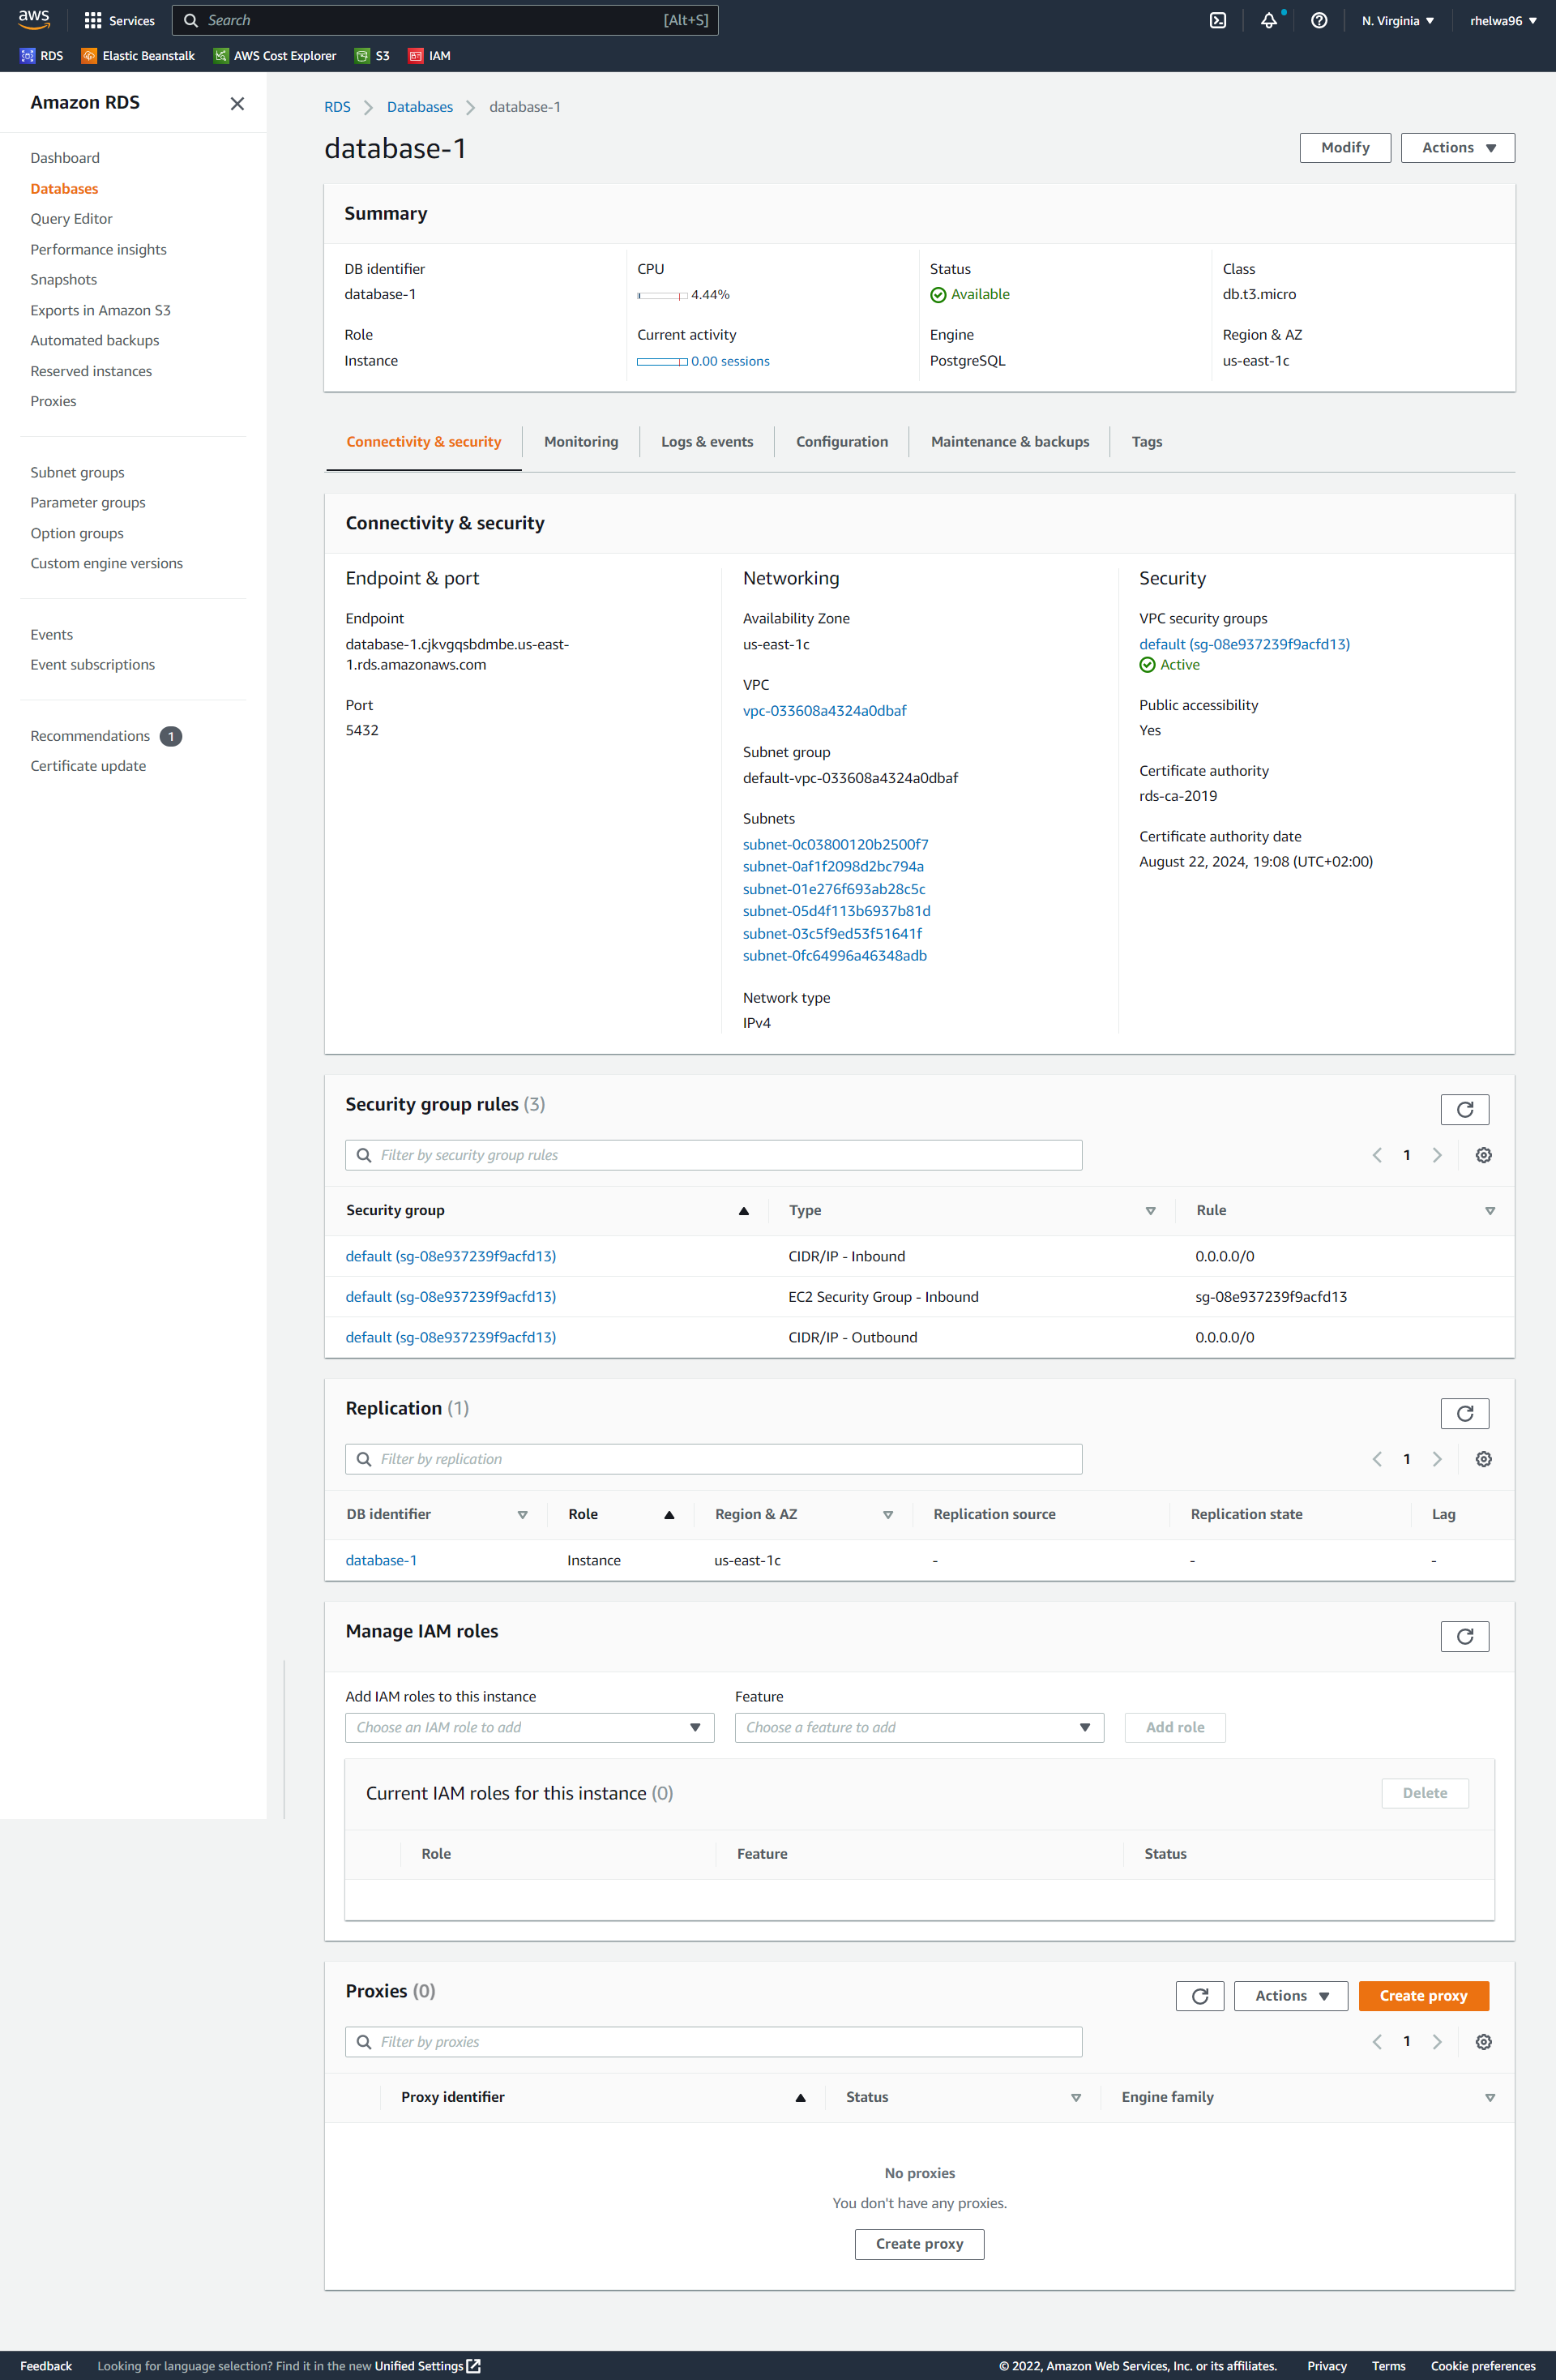 aws
Services
Search
[Alt+S]
N. Virginia
rhelwa96
RDS
Elastic Beanstalk
AWS Cost Explorer
S3
IAM
Amazon RDS
Dashboard
Databases
Query Editor
Performance insights
Snapshots
Exports in Amazon S3
Automated backups
Reserved instances
Proxies
Subnet groups
Parameter groups
Option groups
Custom engine versions
Events
Event subscriptions
Recommendations 1
Certificate update
RDS > Databases > database-1
database-1
Modify
Actions
Summary
DB identifier
database-1
Role
Instance
CPU
4.44%
Current activity
0.00 sessions
Status
Available
Engine
PostgreSQL
Class
db.t3.micro
Region & AZ
us-east-1c
Connectivity & security
Monitoring
Logs & events
Configuration
Maintenance & backups
Tags
Connectivity & security
Endpoint & port
Endpoint
database-1.cjkvgqsbdmbe.us-east-
1.rds.amazonaws.com
Port
5432
Networking
Availability Zone
us-east-1c
VPC
vpc-033608a4324a0dbaf
Subnet group
default-vpc-033608a4324a0dbaf
Subnets
subnet-0c03800120b2500f7
subnet-0af1f2098d2bc794a
subnet-01e276f693ab28c5c
subnet-05d4f113b6937b81d
subnet-03c5f9ed53f51641f
subnet-0fc64996a46348adb
Network type
IPv4
Security
VPC security groups
default (sg-08e937239f9acfd13)
Active
Public accessibility
Yes
Certificate authority
rds-ca-2019
Certificate authority date
August 22, 2024, 19:08 (UTC+02:00)
Security group rules (3)
Filter by security group rules
1
Security group Type Rule
default (sg-08e937239f9acfd13) CIDR/IP - Inbound 0.0.0.0/0
default (sg-08e937239f9acfd13) EC2 Security Group - Inbound sg-08e937239f9acfd13
default (sg-08e937239f9acfd13) CIDR/IP - Outbound 0.0.0.0/0
Replication (1)
Filter by replication
1
DB identifier Role Region & AZ Replication source Replication state Lag
database-1 Instance us-east-1c - - -
Manage IAM roles
Add IAM roles to this instance
Choose an IAM role to add
Feature
Choose a feature to add
Add role
Current IAM roles for this instance (0)
Delete
Role Feature Status
Proxies (0)
Actions
Create proxy
Filter by proxies
1
Proxy identifier Status Engine family
No proxies
You don't have any proxies.
Create proxy
Feedback
Looking for language selection? Find it in the new Unified Settings
© 2022, Amazon Web Services, Inc. or its affiliates.
Privacy
Terms
Cookie preferences